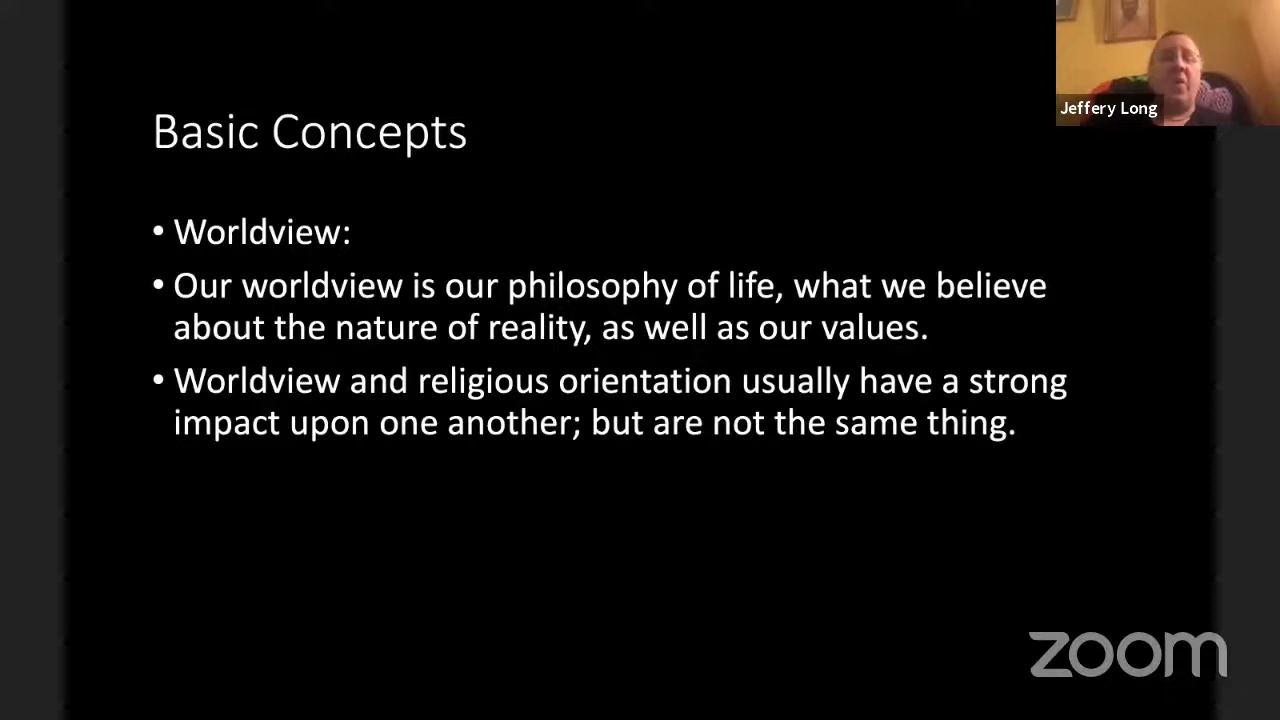 Jeffery Long
Basic Concepts
• Worldview:
• Our worldview is our philosophy of life, what we believe
about the nature of reality, as well as our values.
• Worldview and religious orientation usually have a strong
impact upon one another; but are not the same thing.
zoom